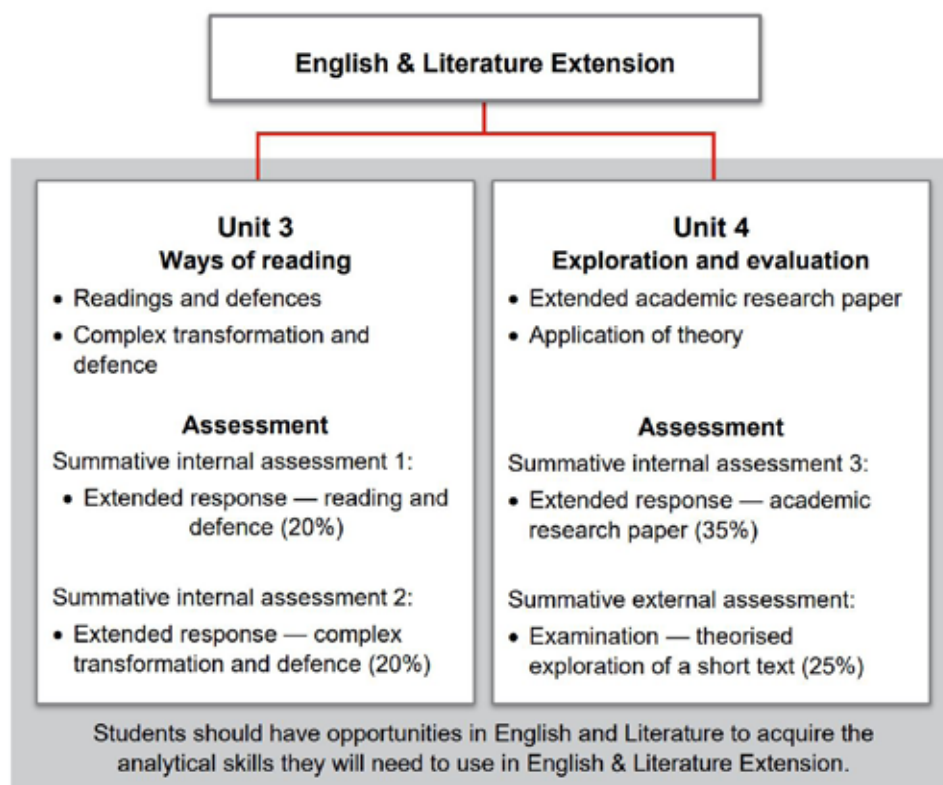 English & Literature Extension
Unit 3
Ways of reading
• Readings and defences
• Complex transformation and
defence
Assessment
Summative internal assessment 1:
• Extended response — reading and
defence (20%)
Summative internal assessment 2:
• Extended response — complex
transformation and defence (20%)
Unit 4
Exploration and evaluation
• Extended academic research paper
• Application of theory
Assessment
Summative internal assessment 3:
• Extended response — academic
research paper (35%)
Summative external assessment:
• Examination — theorised
exploration of a short text (25%)
Students should have opportunities in English and Literature to acquire the
analytical skills they will need to use in English & Literature Extension.